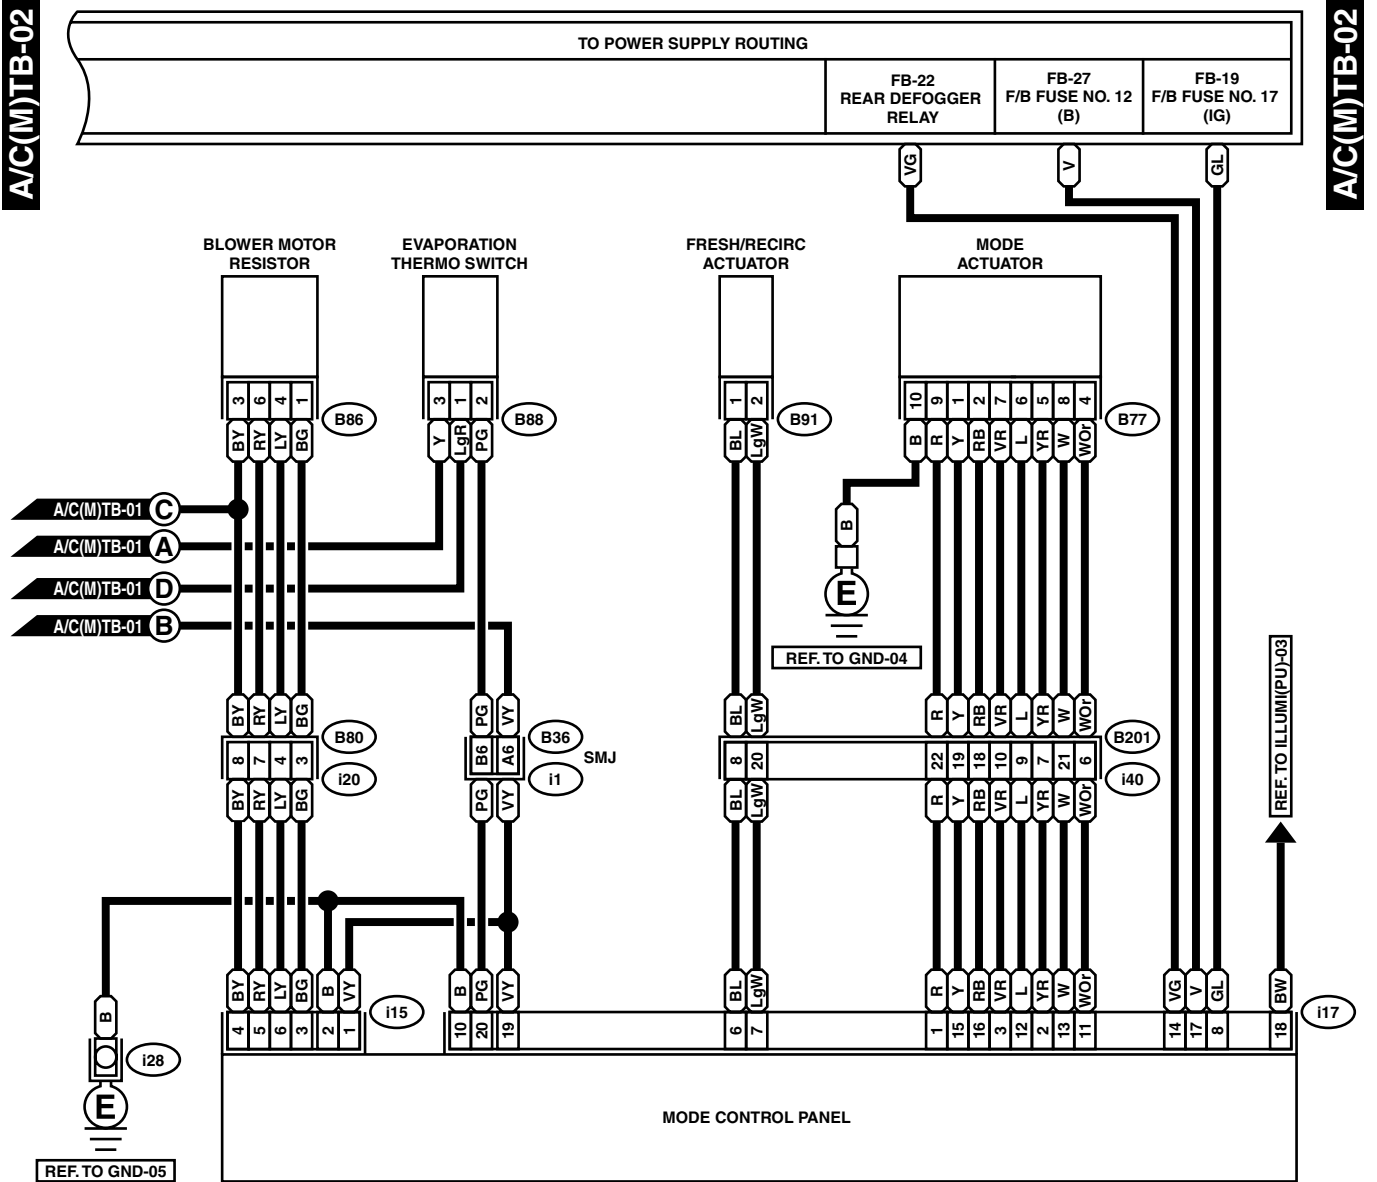 A/C(M)TB-02
A/C(M)TB-02
TO POWER SUPPLY ROUTING
FB-22
REAR DEFOGGER
RELAY
FB-27
F/B FUSE NO. 12
(B)
FB-19
F/B FUSE NO. 17
(IG)
VG
V
GL
BLOWER MOTOR
RESISTOR
EVAPORATION
THERMO SWITCH
FRESH/RECIRC
ACTUATOR
MODE
ACTUATOR
3 6 4 1
B86
3 1 2
B88
1 2
B91
10 9 1 2 7 6 5 8 4
B77
BY RY LY BG
Y LgR PG
BL LgW
B R Y RB VR L YR W WOr
A/C(M)TB-01 C
A/C(M)TB-01 A
A/C(M)TB-01 D
A/C(M)TB-01 B
B
E
REF. TO GND-04
REF. TO ILLUMI(PU)-03
BY RY LY BG
PG VY
BL LgW
R Y RB VR L YR W WOr
B80
B36
B201
8 7 4 3
B6 A6
SMJ
8 20
22 19 18 10 9 7 21 6
i20
i1
i40
BY RY LY BG
PG VY
BL LgW
R Y RB VR L YR W WOr
BY RY LY BG B VY
B PG VY
BL LgW
R Y RB VR L YR W WOr
VG V GL
BW
i15
i17
4 5 6 3 2 1
10 20 19
6 7
1 15 16 3 12 2 13 11
14 17 8
18
B
i28
E
REF. TO GND-05
MODE CONTROL PANEL